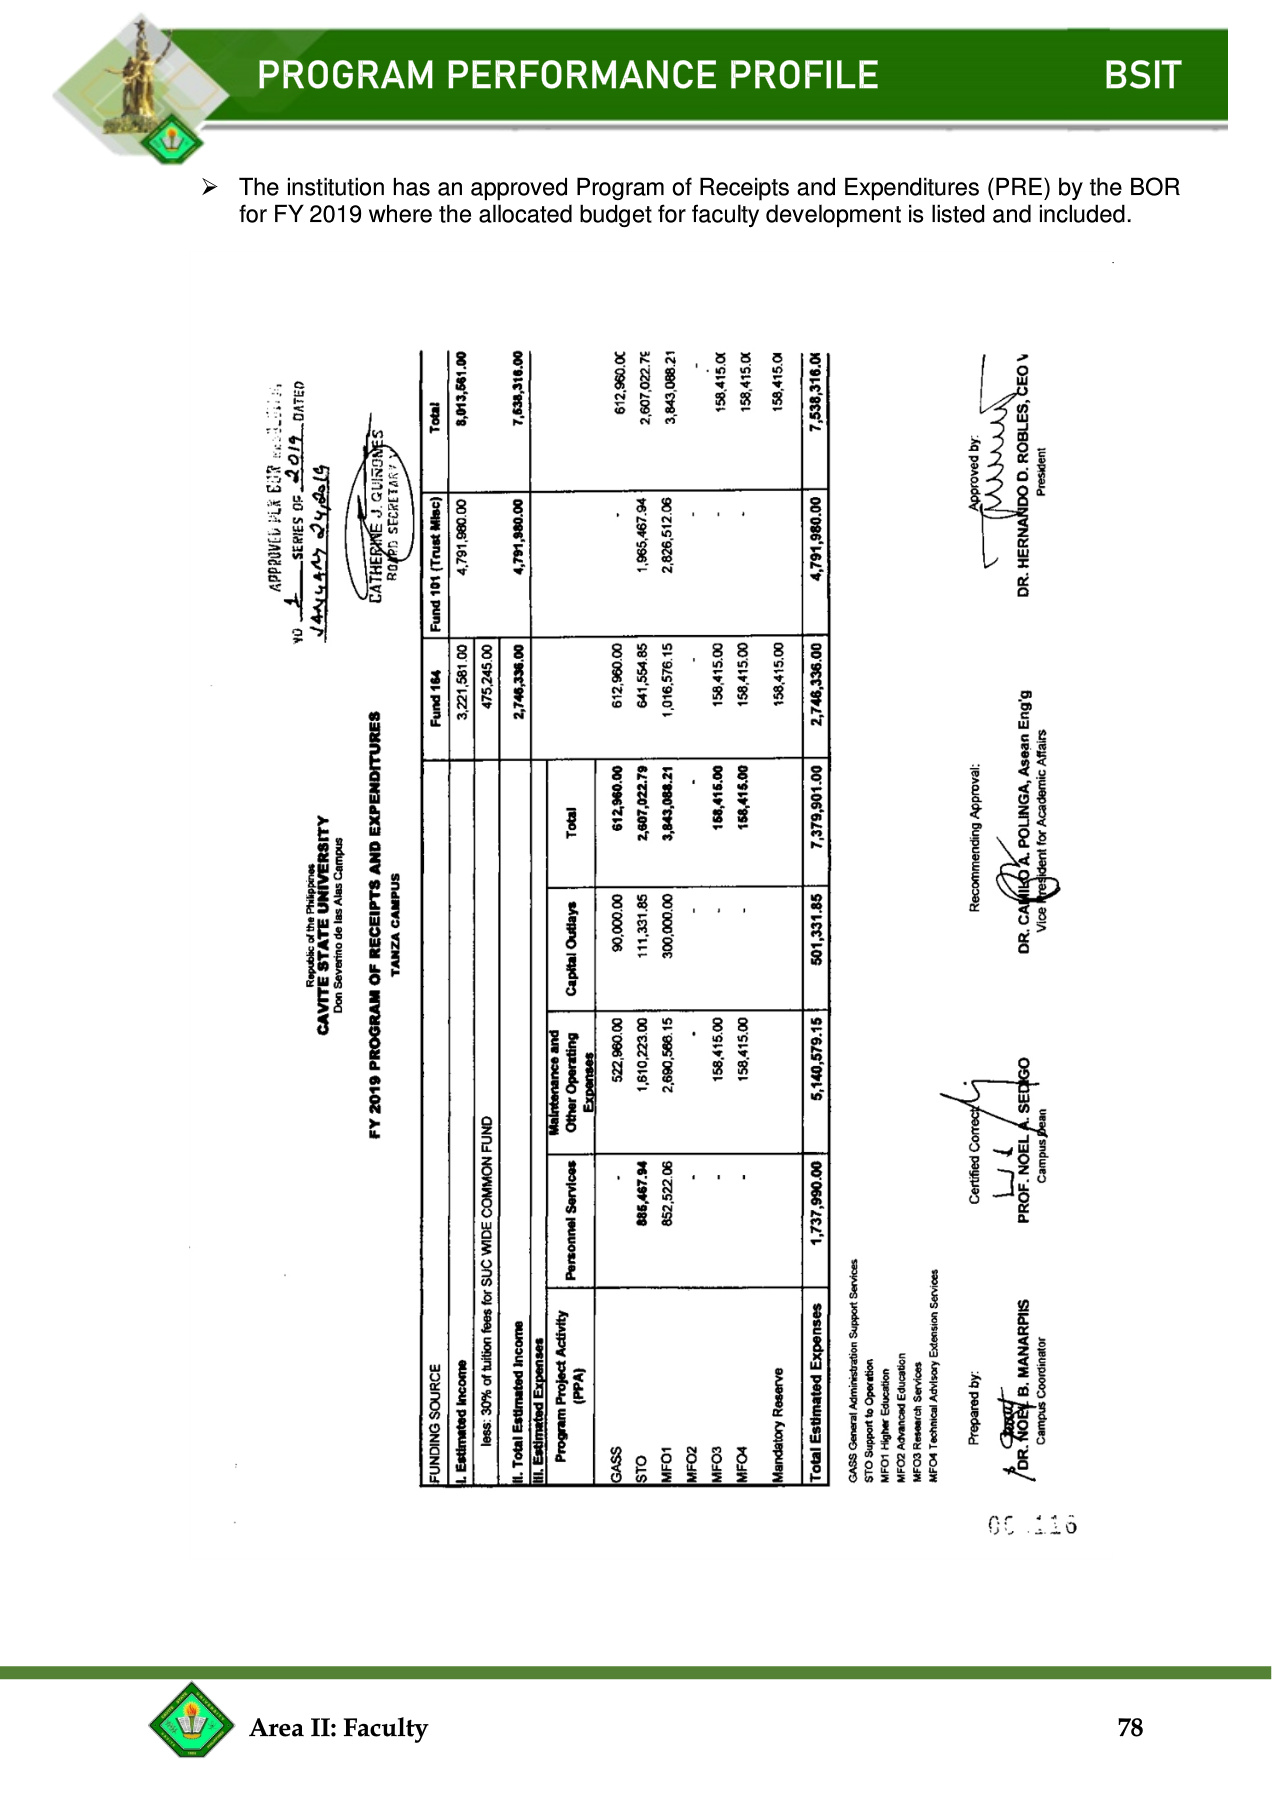 PROGRAM PERFORMANCE PROFILE BSIT
➢ The institution has an approved Program of Receipts and Expenditures (PRE) by the BOR
for FY 2019 where the allocated budget for faculty development is listed and included.
APPROVED PER BOR
NO 1 SERIES OF 2019 DATED
JANUARY 24, 2019
CATHERINE J. QUIÑONES
BOARD SECRETARY V
Republic of the Philippines
CAVITE STATE UNIVERSITY
Don Severino de las Alas Campus
FY 2019 PROGRAM OF RECEIPTS AND EXPENDITURES
TANZA CAMPUS
FUNDING SOURCE Fund 164 Fund 101 (Trust Misc) Total
I. Estimated Income 3,221,581.00 4,791,980.00 8,013,561.00
less: 30% of tuition fees for SUC WIDE COMMON FUND 475,245.00
II. Total Estimated Income 2,746,336.00 4,791,980.00 7,538,316.00
III. Estimated Expenses
Program Project Activity (PPA) Personnel Services Maintenance and Other Operating Expenses Capital Outlays Total
GASS - 522,960.00 90,000.00 612,960.00 612,960.00 - 612,960.00
STO 885,467.94 1,610,223.00 111,331.85 2,607,022.79 641,554.85 1,965,467.94 2,607,022.79
MFO1 852,522.06 2,690,566.15 300,000.00 3,843,088.21 1,016,576.15 2,826,512.06 3,843,088.21
MFO2 - - - - - - -
MFO3 - 158,415.00 - 158,415.00 158,415.00 - 158,415.00
MFO4 - 158,415.00 - 158,415.00 158,415.00 - 158,415.00
Mandatory Reserve 158,415.00 158,415.00
Total Estimated Expenses 1,737,990.00 5,140,579.15 501,331.85 7,379,901.00 2,746,336.00 4,791,980.00 7,538,316.00
GASS General Administration Support Services
STO Support to Operation
MFO1 Higher Education
MFO2 Advanced Education
MFO3 Research Services
MFO4 Technical Advisory Extension Services
Prepared by: Certified Correct: Recommending Approval: Approved by:
DR. NOEL B. MANARPIIS PROF. NOEL A. SEDIGO DR. CAMILO A. POLINGA, Asean Eng'g DR. HERNANDO D. ROBLES, CEO V
Campus Coordinator Campus Dean Vice President for Academic Affairs President
116
Area II: Faculty 78